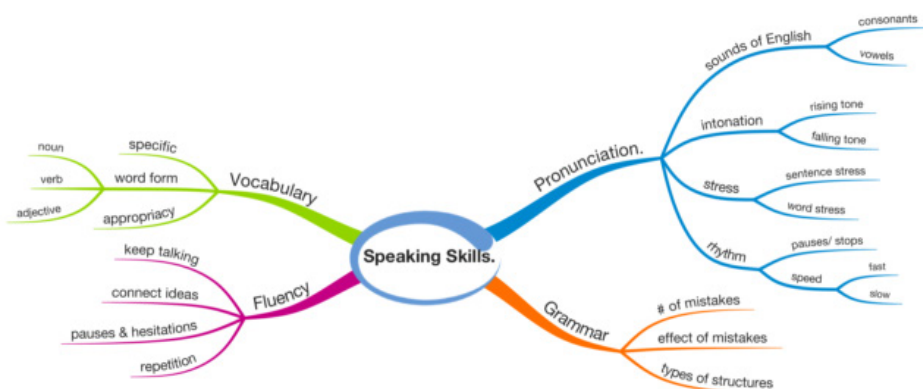 Speaking Skills.
Pronunciation.
sounds of English
consonants
vowels
intonation
rising tone
falling tone
stress
sentence stress
word stress
rhythm
pauses/ stops
speed
fast
slow
Grammar
# of mistakes
effect of mistakes
types of structures
Vocabulary
specific
word form
noun
verb
adjective
appropriacy
Fluency
keep talking
connect ideas
pauses & hesitations
repetition